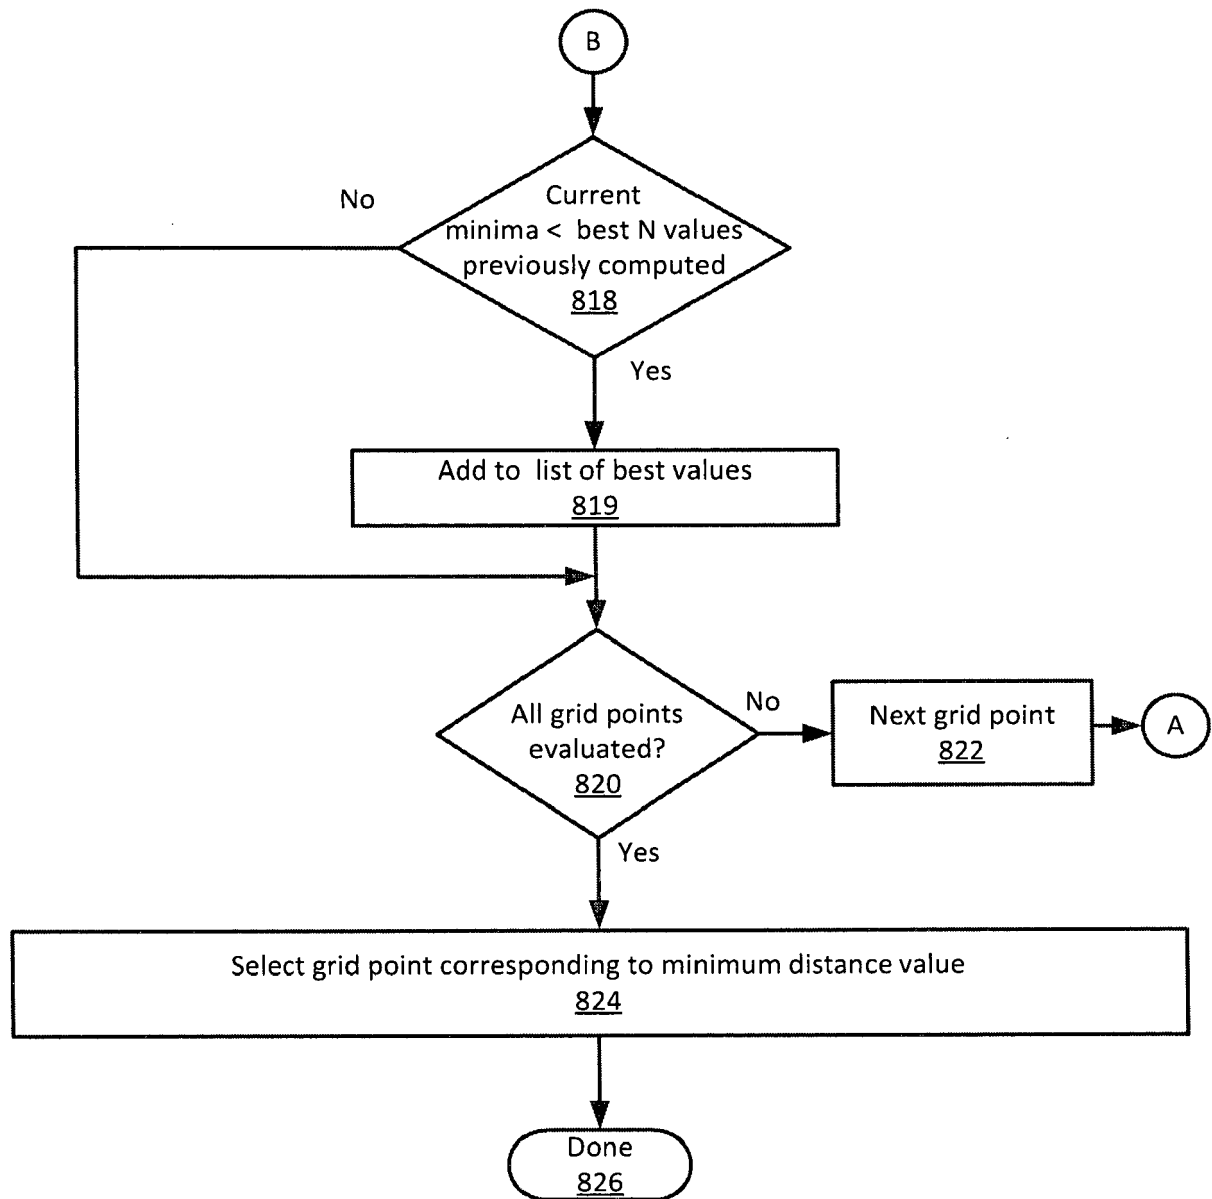 B
No
Current
minima < best N values
previously computed
818
Yes
Add to list of best values
819
All grid points
evaluated?
820
No
Next grid point
822
A
Yes
Select grid point corresponding to minimum distance value
824
Done
826